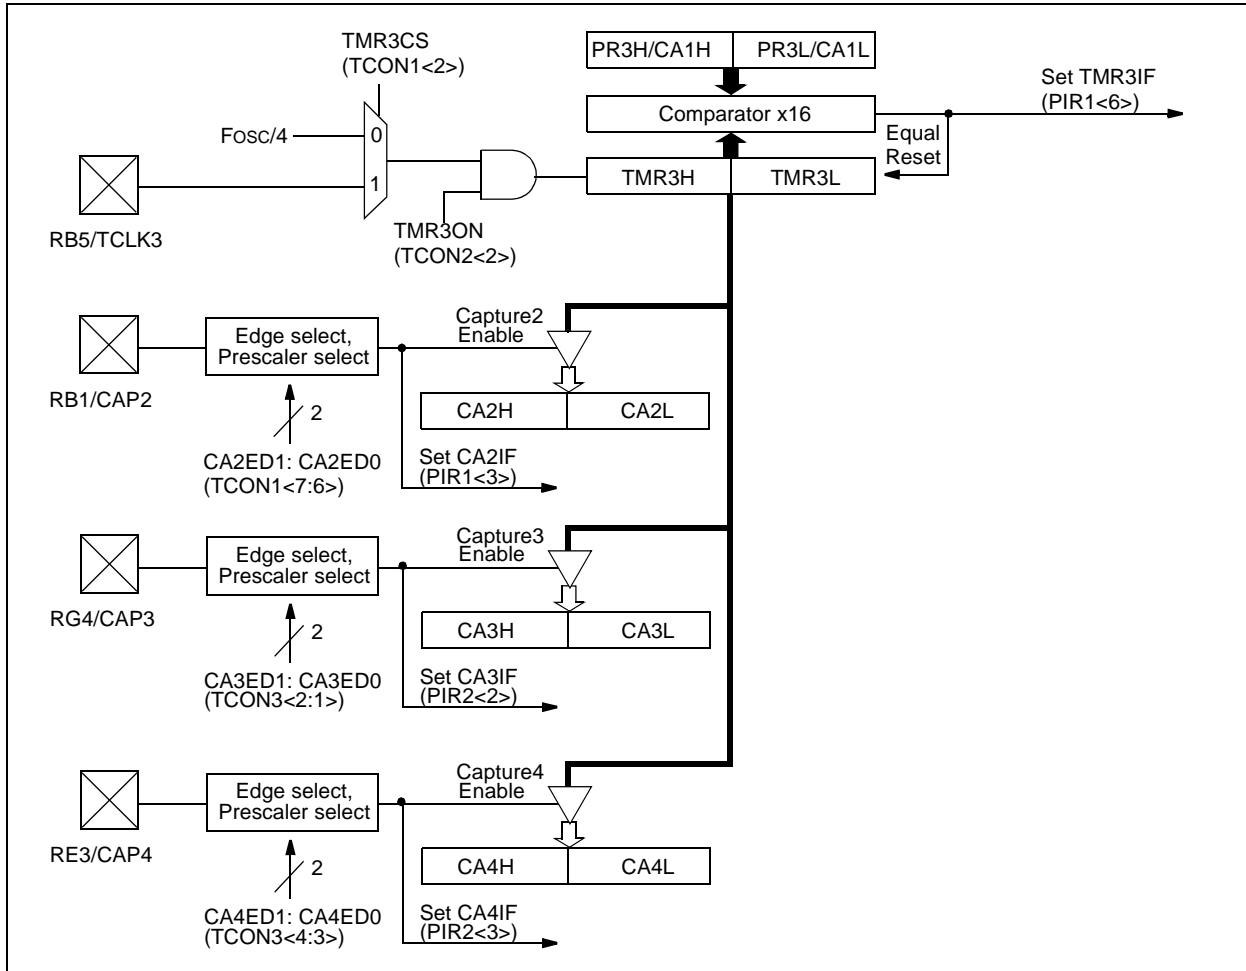 TMR3CS
(TCON1<2>)
PR3H/CA1H
PR3L/CA1L
Set TMR3IF
(PIR1<6>)
Comparator x16
FOSC/4
0
1
Equal
Reset
TMR3H
TMR3L
RB5/TCLK3
TMR3ON
(TCON2<2>)
Capture2
Enable
Edge select,
Prescaler select
RB1/CAP2
2
CA2H
CA2L
CA2ED1: CA2ED0
(TCON1<7:6>)
Set CA2IF
(PIR1<3>)
Capture3
Enable
Edge select,
Prescaler select
RG4/CAP3
2
CA3H
CA3L
CA3ED1: CA3ED0
(TCON3<2:1>)
Set CA3IF
(PIR2<2>)
Capture4
Enable
Edge select,
Prescaler select
RE3/CAP4
2
CA4H
CA4L
CA4ED1: CA4ED0
(TCON3<4:3>)
Set CA4IF
(PIR2<3>)